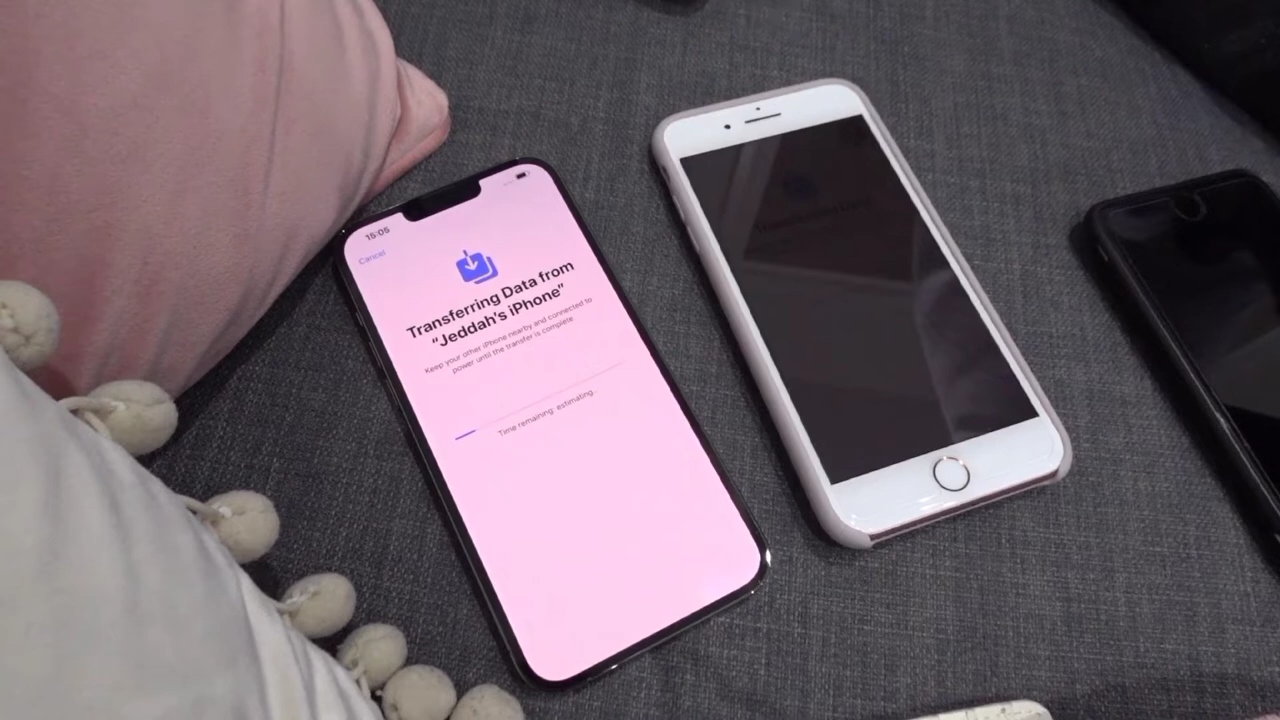 15:05
Cancel
Transferring Data from
“Jeddah's iPhone”
Keep your other iPhone nearby and connected to
power until the transfer is complete
Time remaining: estimating.